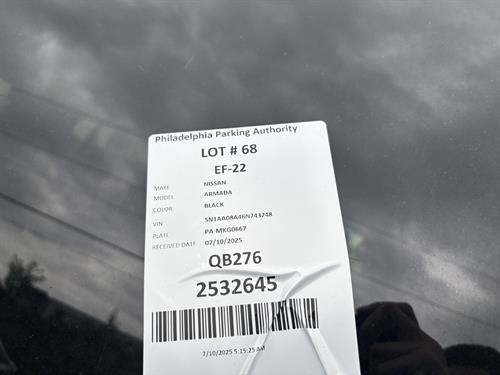 Philadelphia Parking Authority
LOT # 68
EF-22
MAKE NISSAN
MODEL ARMADA
COLOR BLACK
VIN 5N1AA08A46N743248
PLATE PA MKG0667
RECEIVED DATE 07/10/2025
QB276
2532645
7/10/2025 5:15:25 AM